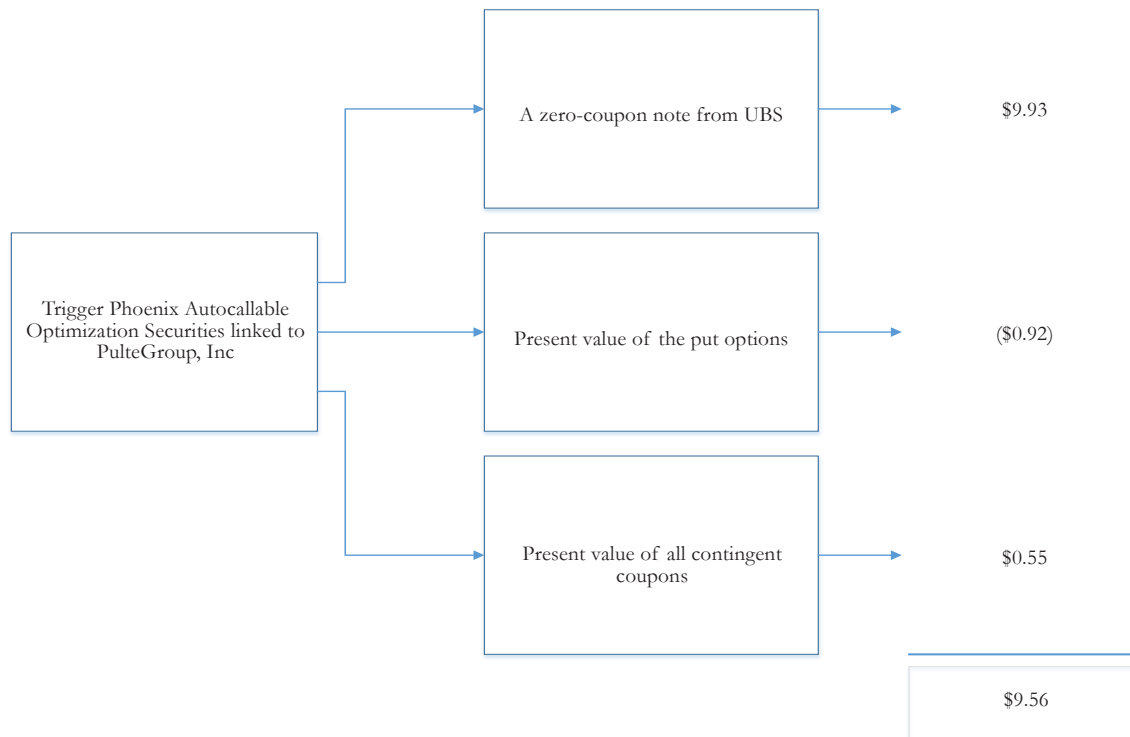 A zero-coupon note from UBS
$9.93
Trigger Phoenix Autocallable
Optimization Securities linked to
PulteGroup, Inc
Present value of the put options
($0.92)
Present value of all contingent
coupons
$0.55
$9.56